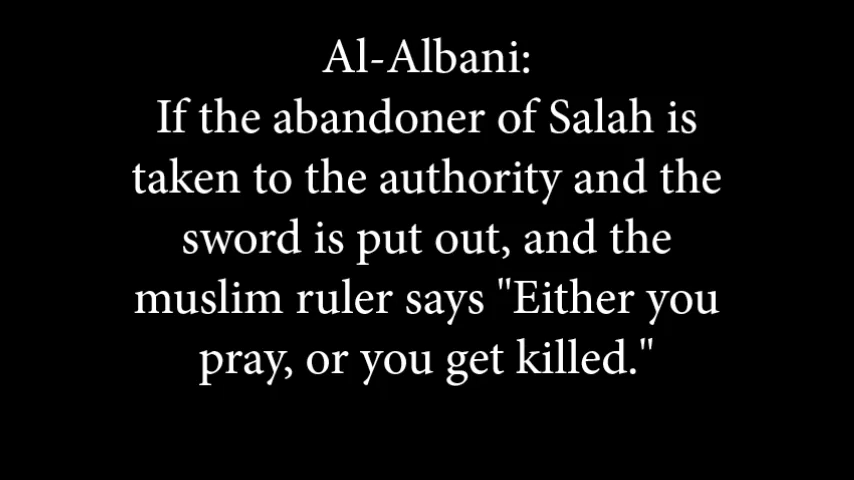 Al-Albani:
If the abandoner of Salah is
taken to the authority and the
sword is put out, and the
muslim ruler says "Either you
pray, or you get killed."